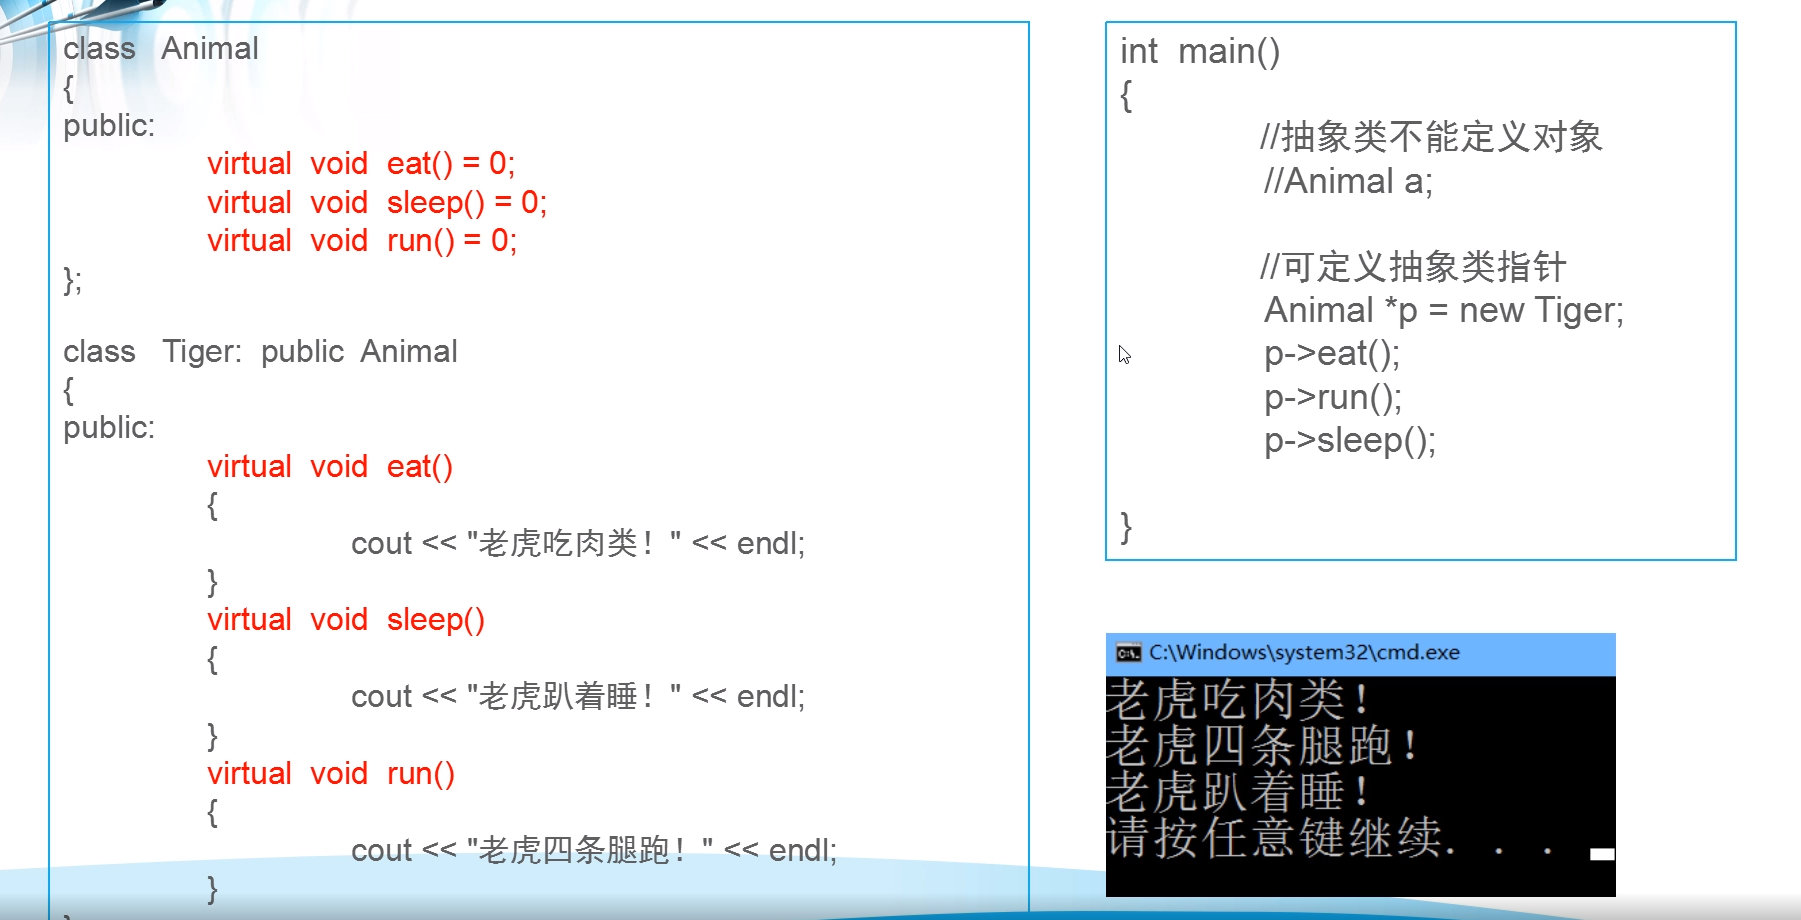 class Animal
{
public:
virtual void eat() = 0;
virtual void sleep() = 0;
virtual void run() = 0;
};
class Tiger: public Animal
{
public:
virtual void eat()
{
cout << "老虎吃肉类！" << endl;
}
virtual void sleep()
{
cout << "老虎趴着睡！" << endl;
}
virtual void run()
{
cout << "老虎四条腿跑！" << endl;
}
int main()
{
//抽象类不能定义对象
//Animal a;
//可定义抽象类指针
Animal *p = new Tiger;
p->eat();
p->run();
p->sleep();
}
C:\Windows\system32\cmd.exe
老虎吃肉类！
老虎四条腿跑！
老虎趴着睡！
请按任意键继续. . .